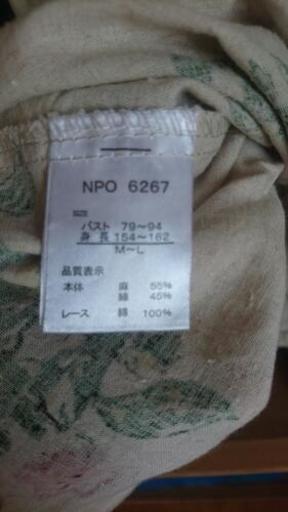 NPO 6267
SIZE
バスト 79~94
身長 154~162
M~L
品質表示
本体 麻 55%
綿 45%
レース 綿 100%